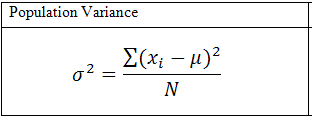 Population Variance
σ² = Σ(xᵢ − μ)² / N